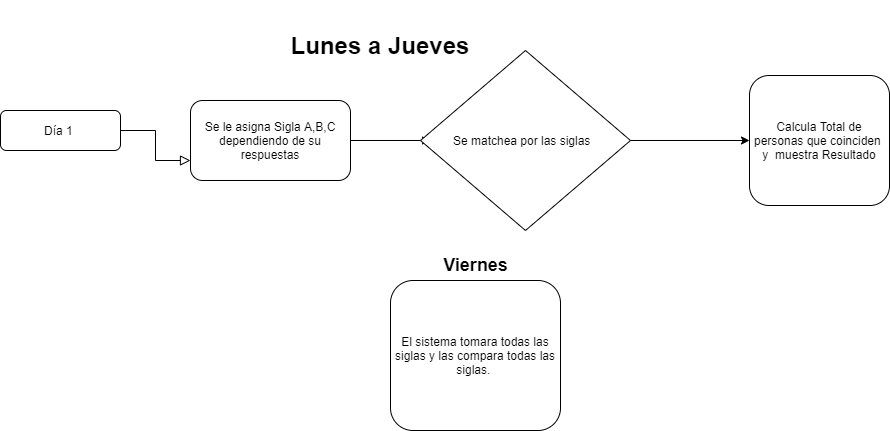 Lunes a Jueves
Día 1
Se le asigna Sigla A,B,C
dependiendo de su
respuestas
Se matchea por las siglas
Calcula Total de
personas que coinciden
y muestra Resultado
Viernes
El sistema tomara todas las
siglas y las compara todas las
siglas.